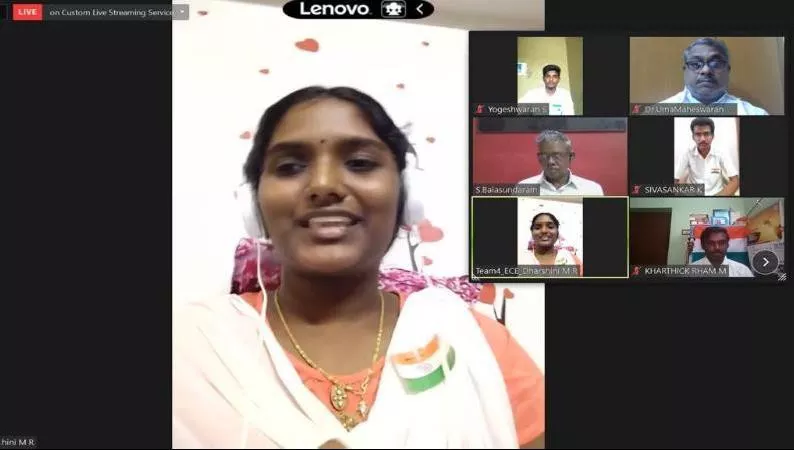 LIVE on Custom Live Streaming Service
Lenovo
Yogeshwaran S
Dr.UmaMaheswaran...
S.Balasundaram
SIVASANKAR K
Team4_ECE_Dharshini M R
KHARTHICK RHAM M
hini M R